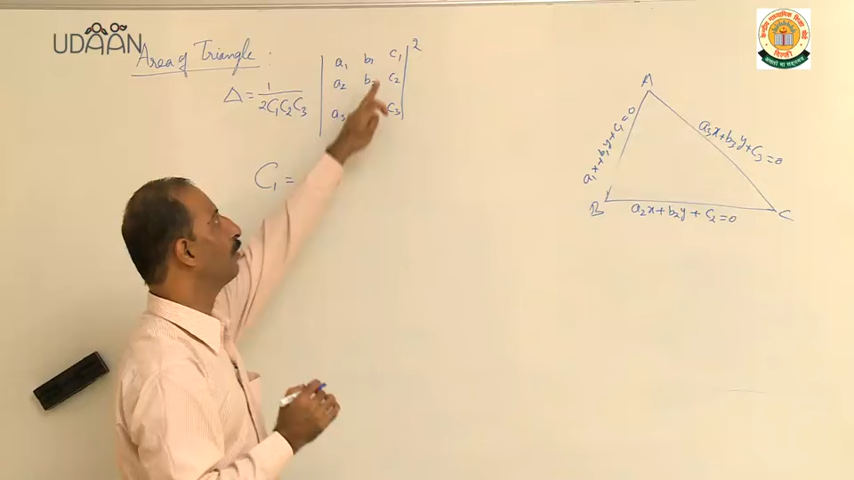 UDAAN
Area of Triangle :
Δ = 1/2C₁C₂C₃ | a₁ b₁ c₁ |²
a₂ b₂ c₂
a₃ c₃
C₁ =
A
a₁x+b₁y+c₁=0
a₃x+b₃y+c₃=0
B
a₂x+b₂y+c₂=0
C